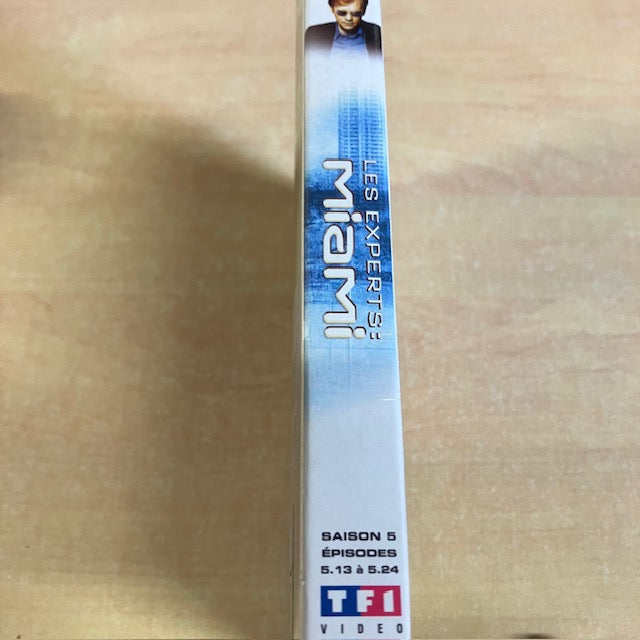 LES EXPERTS:
MIAMI
SAISON 5
ÉPISODES
5.13 à 5.24
TF1
VIDEO